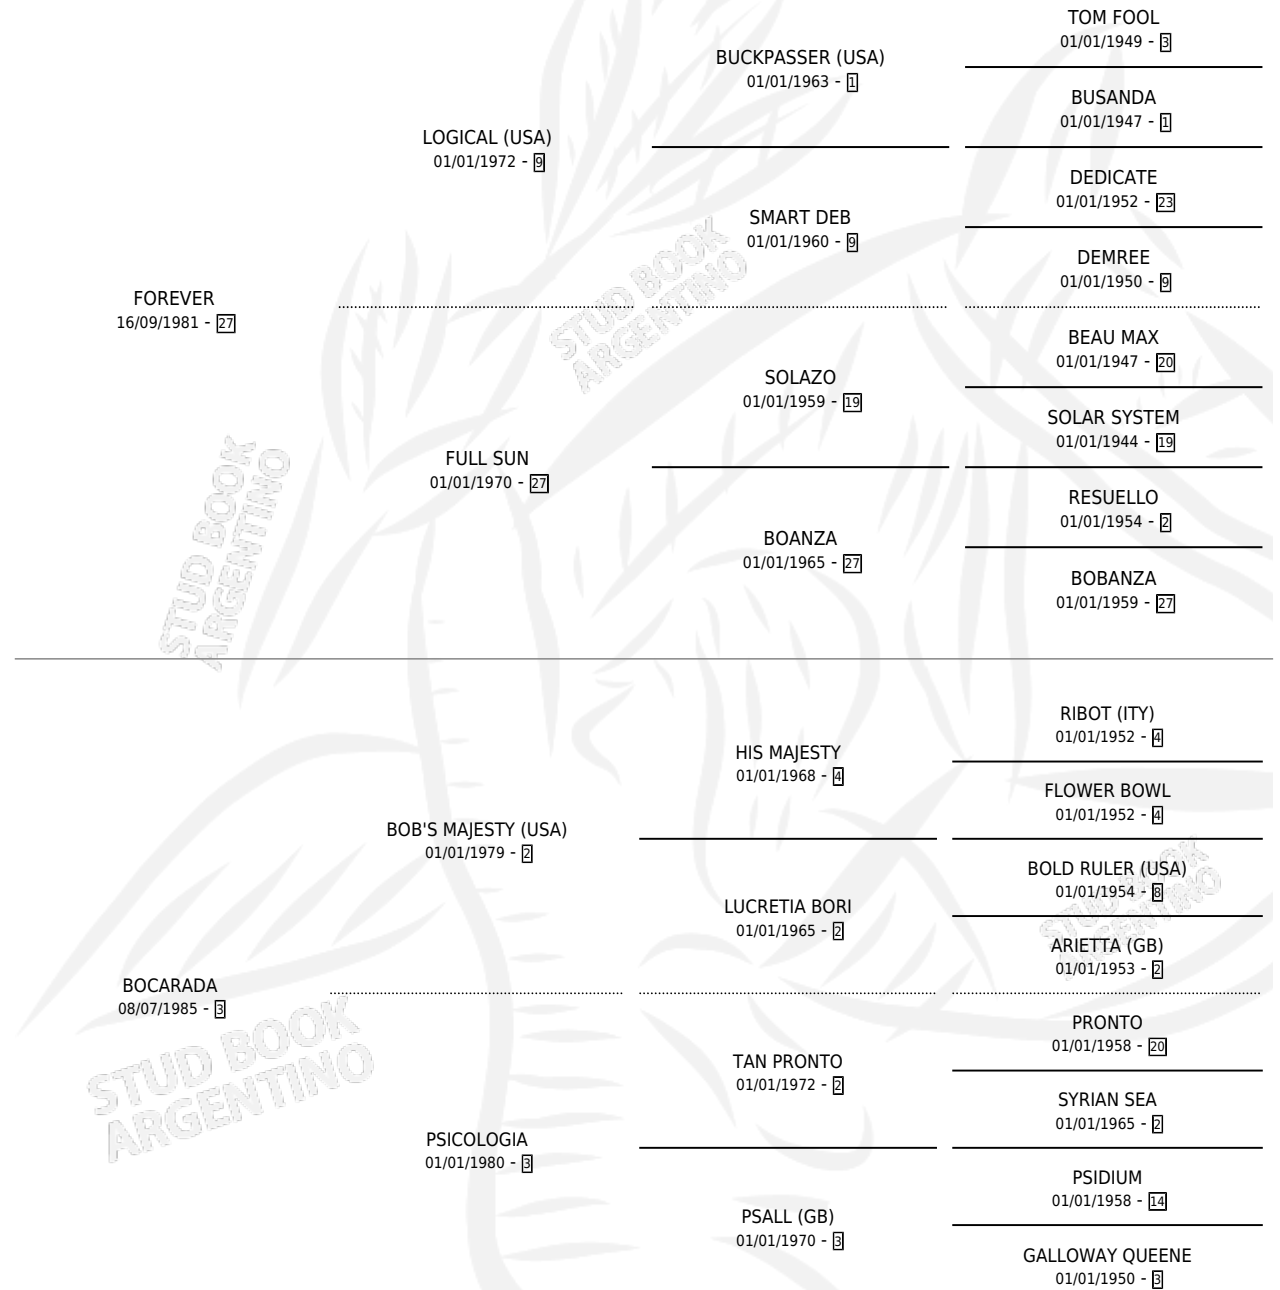 TOM FOOL
01/01/1949 - 3
BUCKPASSER (USA)
01/01/1963 - 1
BUSANDA
01/01/1947 - 1
LOGICAL (USA)
01/01/1972 - 9
DEDICATE
01/01/1952 - 23
SMART DEB
01/01/1960 - 9
DEMREE
01/01/1950 - 9
FOREVER
16/09/1981 - 27
BEAU MAX
01/01/1947 - 20
SOLAZO
01/01/1959 - 19
SOLAR SYSTEM
01/01/1944 - 19
FULL SUN
01/01/1970 - 27
RESUELLO
01/01/1954 - 2
BOANZA
01/01/1965 - 27
BOBANZA
01/01/1959 - 27
RIBOT (ITY)
01/01/1952 - 4
HIS MAJESTY
01/01/1968 - 4
FLOWER BOWL
01/01/1952 - 4
BOB'S MAJESTY (USA)
01/01/1979 - 2
BOLD RULER (USA)
01/01/1954 - 8
LUCRETIA BORI
01/01/1965 - 2
ARIETTA (GB)
01/01/1953 - 2
BOCARADA
08/07/1985 - 3
PRONTO
01/01/1958 - 20
TAN PRONTO
01/01/1972 - 2
SYRIAN SEA
01/01/1965 - 2
PSICOLOGIA
01/01/1980 - 3
PSIDIUM
01/01/1958 - 14
PSALL (GB)
01/01/1970 - 3
GALLOWAY QUEENE
01/01/1950 - 3
STUD BOOK
ARGENTINO
STUD BOOK
ARGENTINO
STUD BOOK
ARGENTINO
STUD BOOK
ARGENTINO